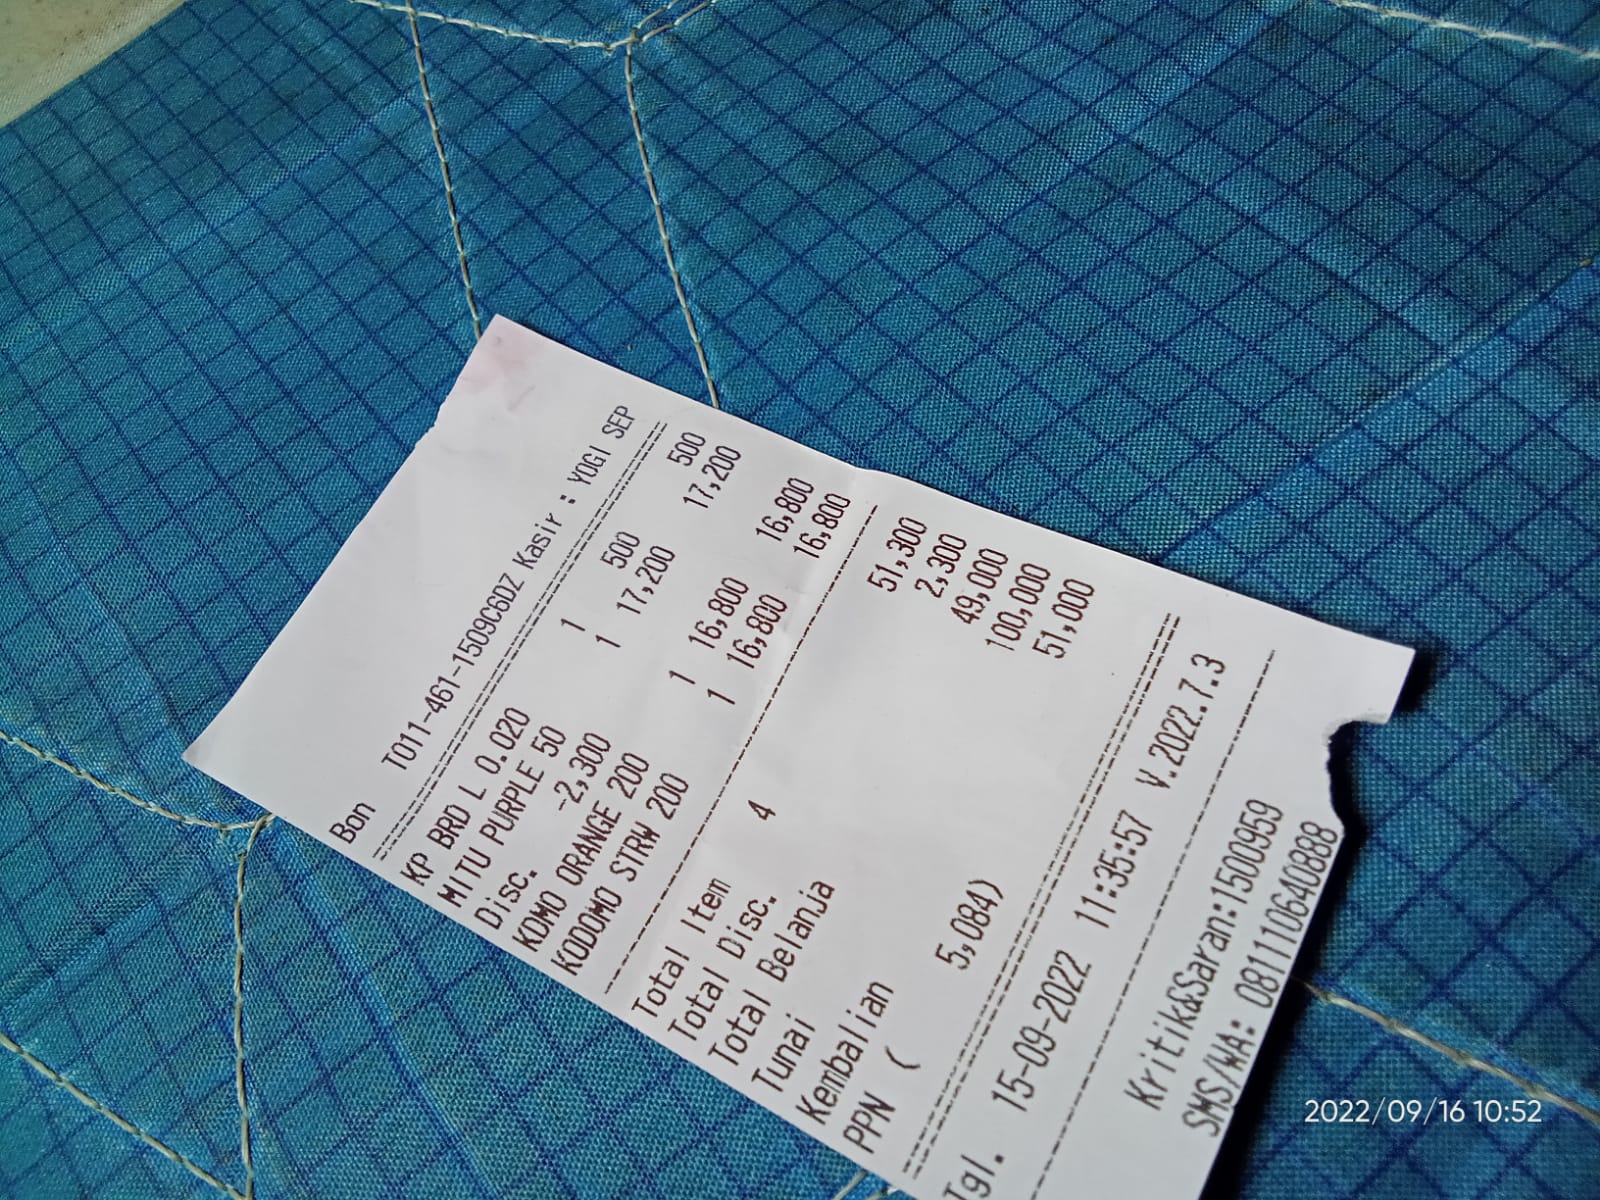 Bon T011-461-1509C6DZ Kasir : YOGI SEP
KP BRD L 0.020 1 500 500
MITU PURPLE 50 1 17,200 17,200
Disc. -2,300
KDMO ORANGE 200 1 16,800 16,800
KODOMO STRW 200 1 16,800 16,800
Total Item 4 51,300
Total Disc. 2,300
Total Belanja 49,000
Tunai 100,000
Kembalian 51,000
PPN ( 5,084)
Tgl. 15-09-2022 11:35:57 V.2022.7.3
Kritik&Saran:1500959
SMS/WA: 081110640888
2022/09/16 10:52